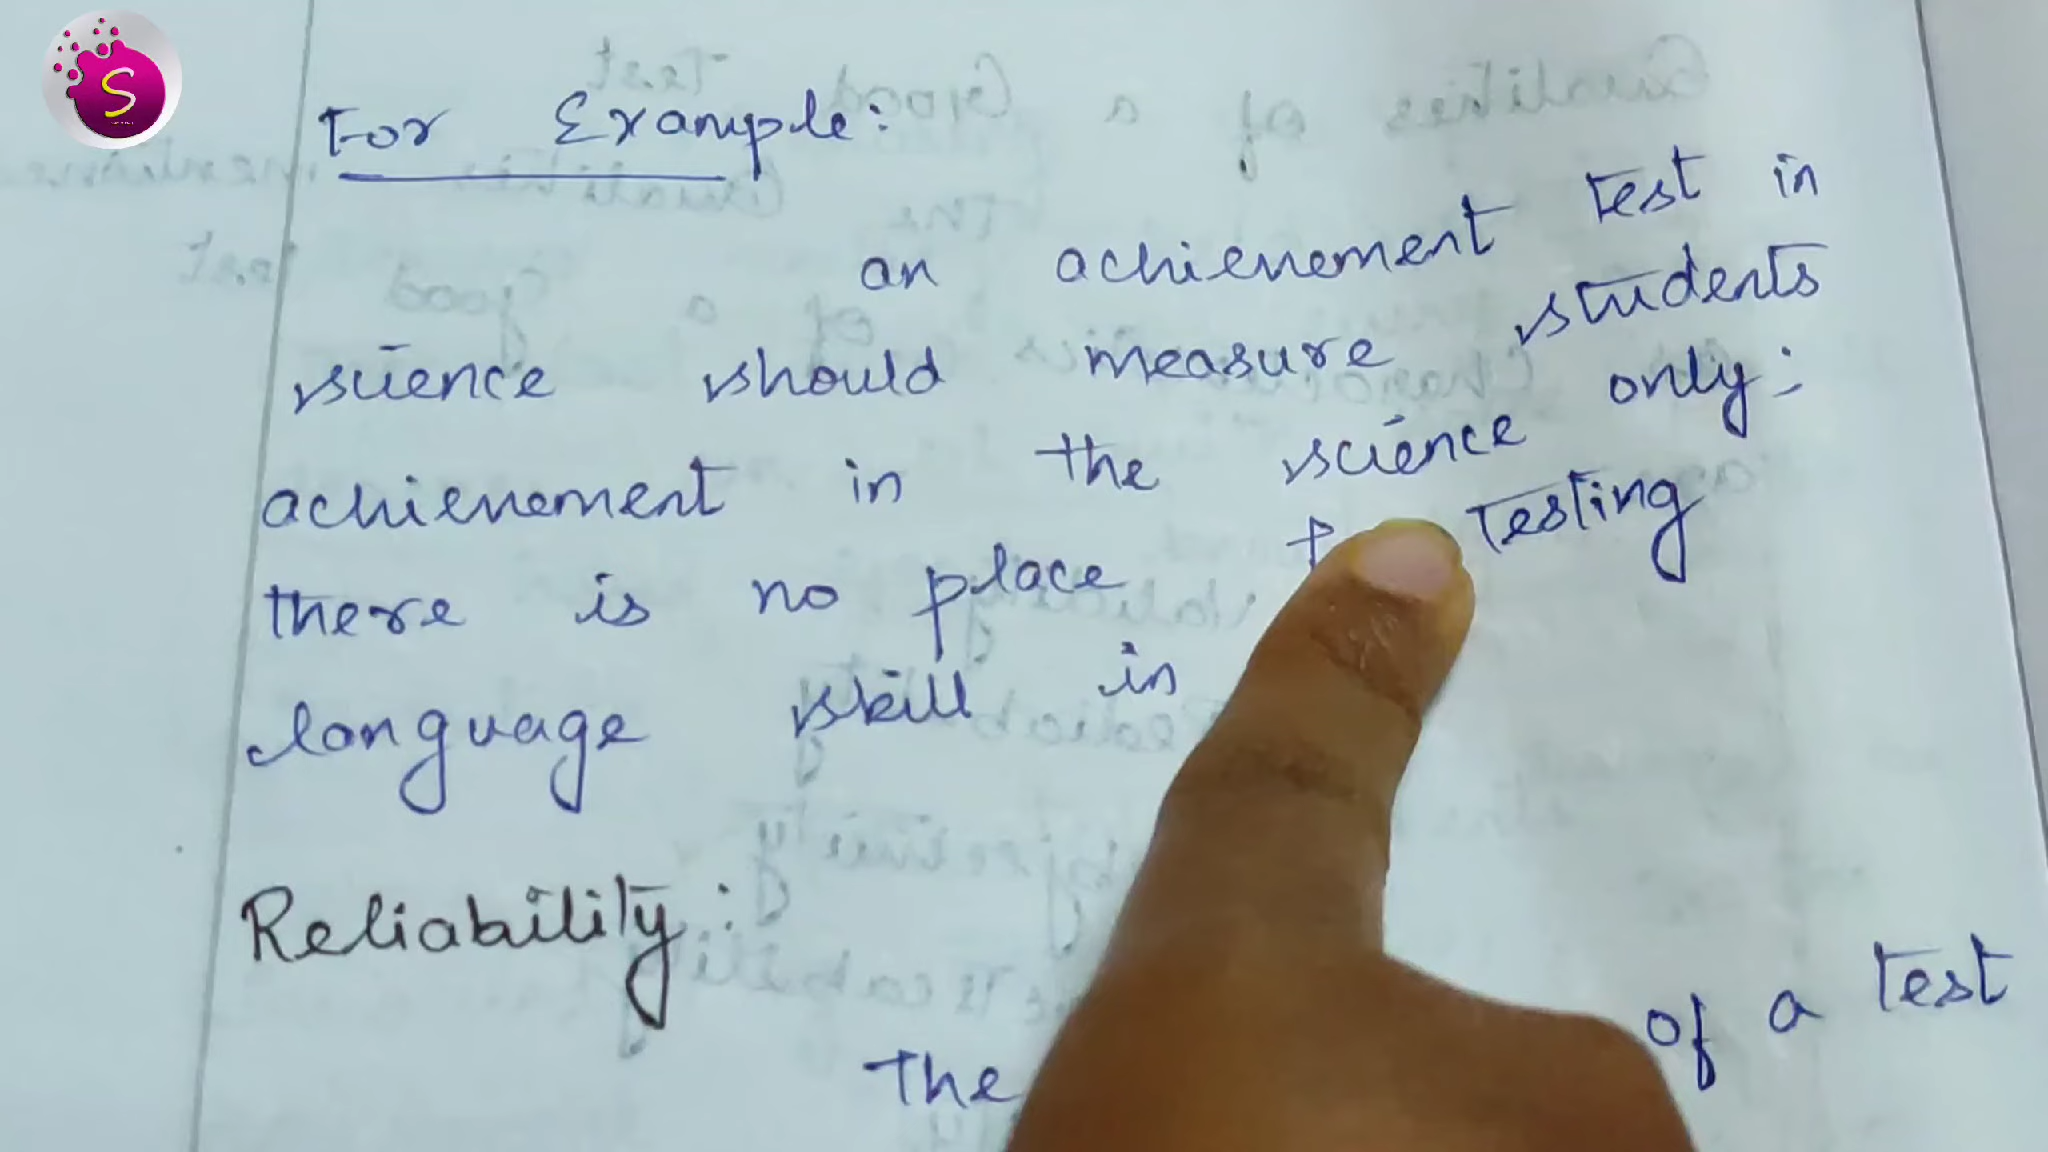 For Example:
an achievement test in
science should measure students
achievement in the science only;
there is no place testing
language skill in
Reliability:
The of a test
S